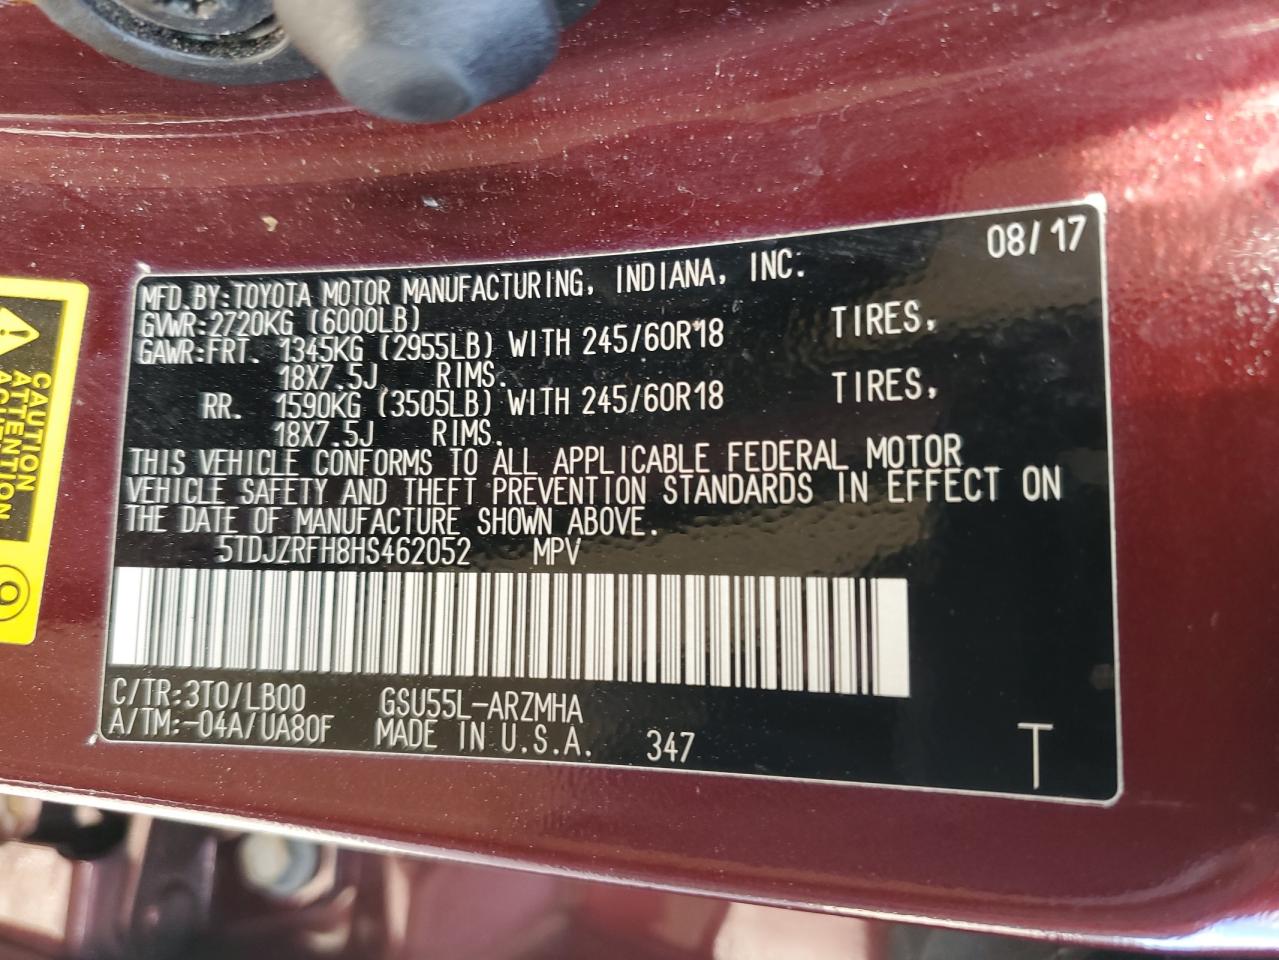 08/17
MFD.BY:TOYOTA MOTOR MANUFACTURING, INDIANA, INC.
GVWR:2720KG (6000LB)
GAWR:FRT. 1345KG (2955LB) WITH 245/60R18 TIRES,
18X7.5J RIMS.
RR. 1590KG (3505LB) WITH 245/60R18 TIRES,
18X7.5J RIMS.
THIS VEHICLE CONFORMS TO ALL APPLICABLE FEDERAL MOTOR
VEHICLE SAFETY AND THEFT PREVENTION STANDARDS IN EFFECT ON
THE DATE OF MANUFACTURE SHOWN ABOVE.
5TDJZRFH8HS462052 MPV
C/TR:3T0/LB00 GSU55L-ARZMHA
A/TM:-04A/UA80F MADE IN U.S.A. 347
T
CAUTION
ATTENTION